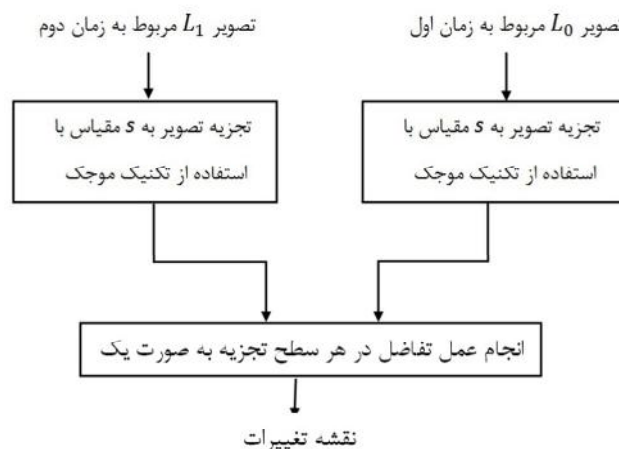 تصویر L₀ مربوط به زمان اول
تصویر L₁ مربوط به زمان دوم
تجزیه تصویر به s مقیاس با
استفاده از تکنیک موجک
تجزیه تصویر به s مقیاس با
استفاده از تکنیک موجک
انجام عمل تفاضل در هر سطح تجزیه به صورت یک
نقشه تغییرات